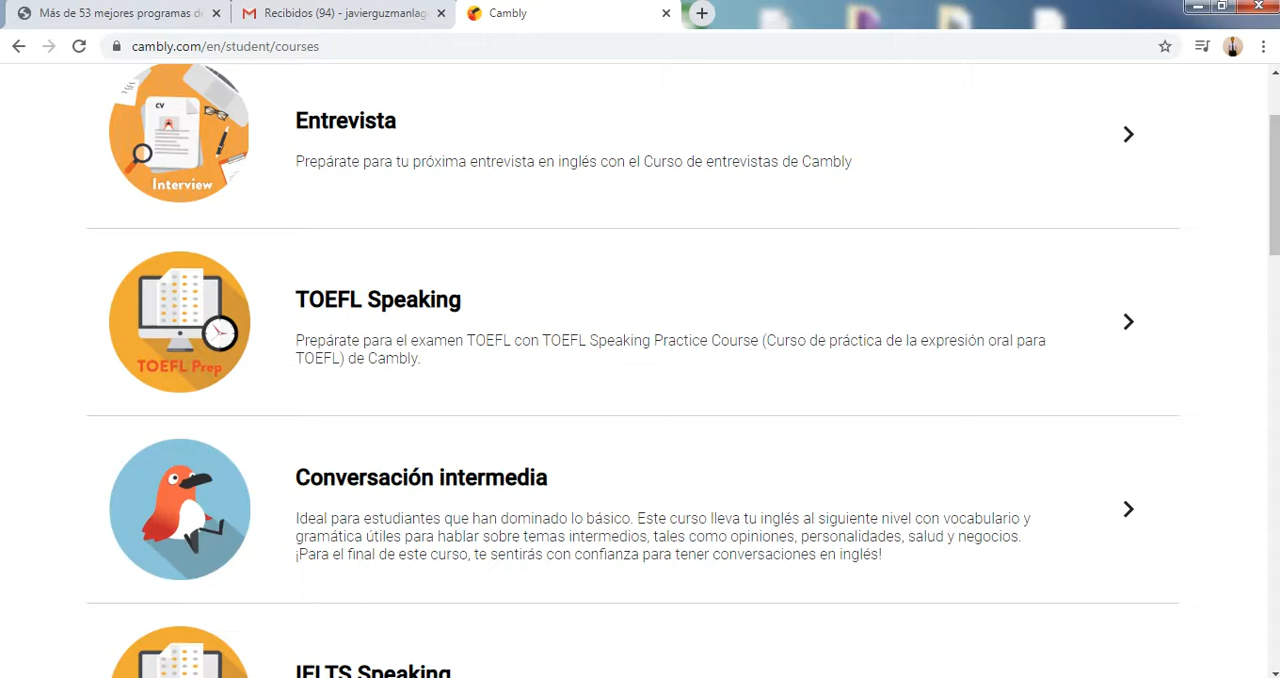 Más de 53 mejores programas de
Recibidos (94) - javierguzmanlag
Cambly
cambly.com/en/student/courses
CV
Interview
Entrevista
Prepárate para tu próxima entrevista en inglés con el Curso de entrevistas de Cambly
TOEFL Prep
TOEFL Speaking
Prepárate para el examen TOEFL con TOEFL Speaking Practice Course (Curso de práctica de la expresión oral para
TOEFL) de Cambly.
Conversación intermedia
Ideal para estudiantes que han dominado lo básico. Este curso lleva tu inglés al siguiente nivel con vocabulario y
gramática útiles para hablar sobre temas intermedios, tales como opiniones, personalidades, salud y negocios.
¡Para el final de este curso, te sentirás con confianza para tener conversaciones en inglés!
IELTS Speaking